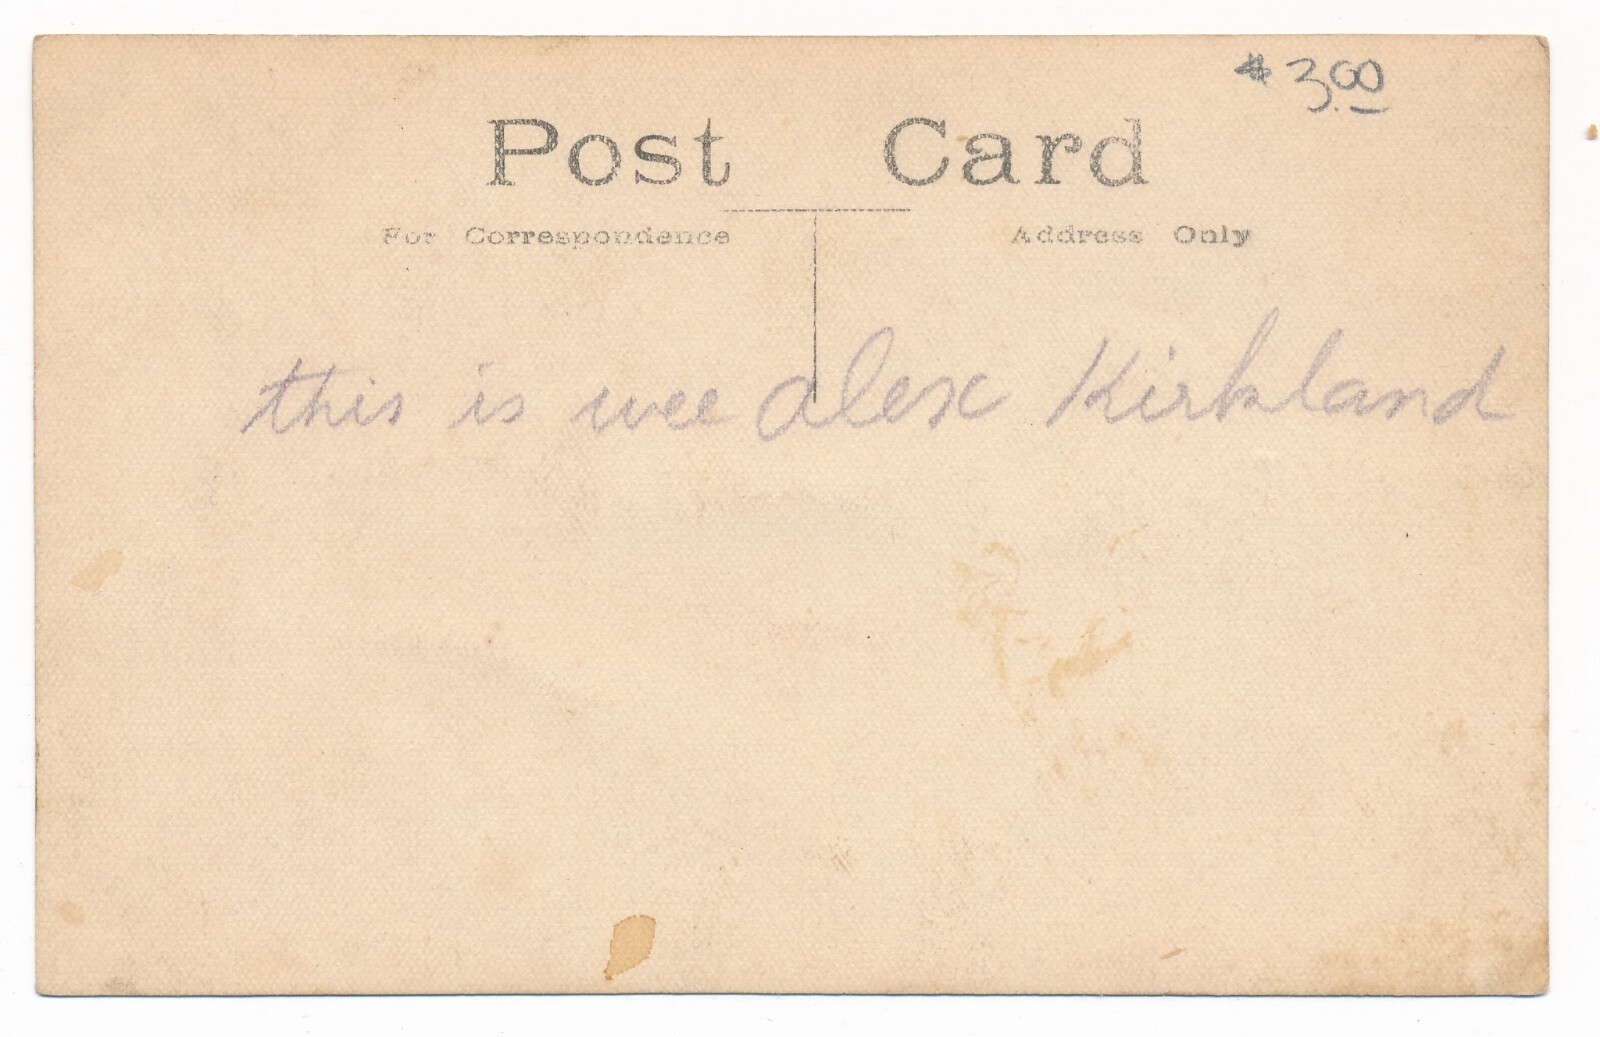 $3.00
Post Card
For Correspondence
Address Only
this is wee alex Kirkland